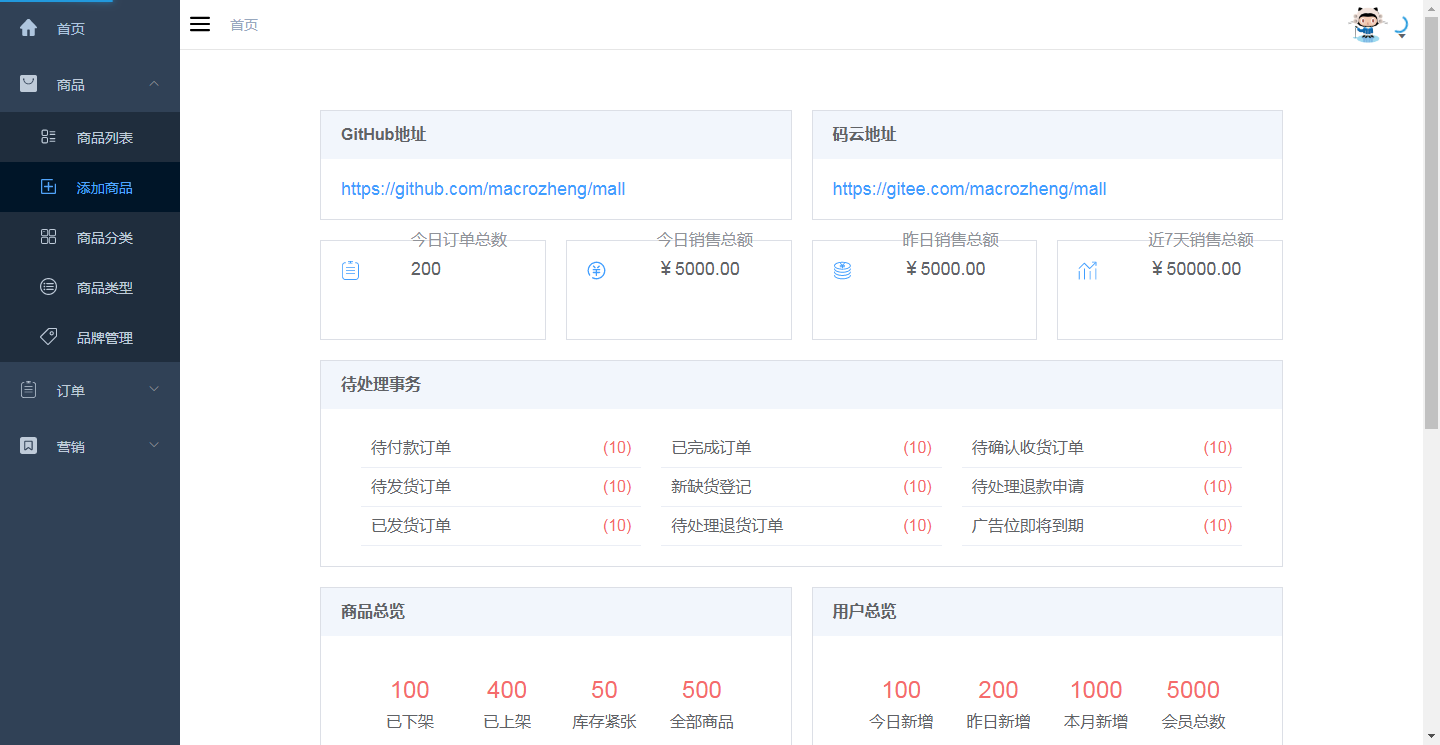 首页
商品
商品列表
添加商品
商品分类
商品类型
品牌管理
订单
营销
首页
GitHub地址
https://github.com/macrozheng/mall
码云地址
https://gitee.com/macrozheng/mall
今日订单总数
200
今日销售总额
￥5000.00
昨日销售总额
￥5000.00
近7天销售总额
￥50000.00
待处理事务
待付款订单 (10) 已完成订单 (10) 待确认收货订单 (10)
待发货订单 (10) 新缺货登记 (10) 待处理退款申请 (10)
已发货订单 (10) 待处理退货订单 (10) 广告位即将到期 (10)
商品总览
100 400 50 500
已下架 已上架 库存紧张 全部商品
用户总览
100 200 1000 5000
今日新增 昨日新增 本月新增 会员总数